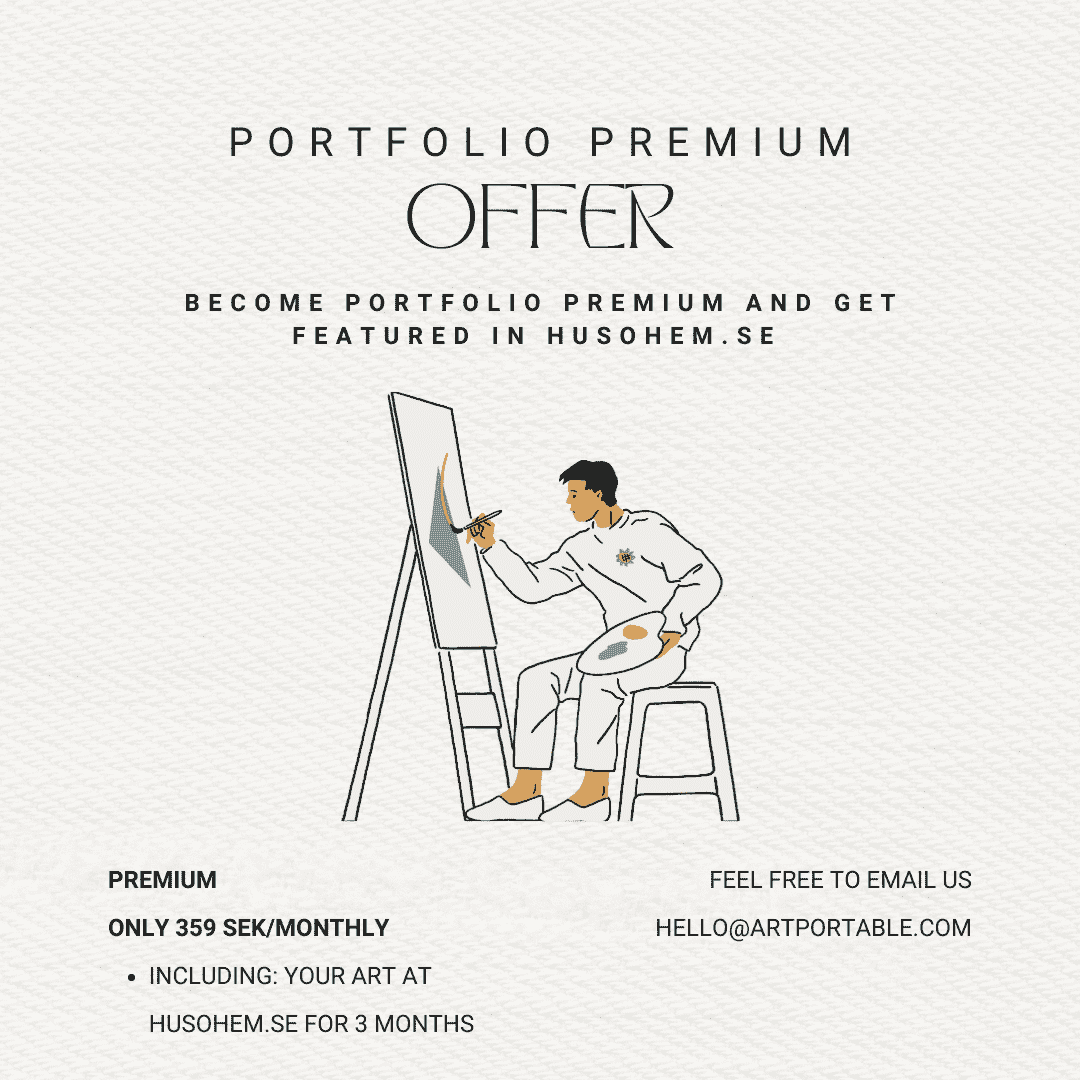 PORTFOLIO PREMIUM
OFFER
BECOME PORTFOLIO PREMIUM AND GET
FEATURED IN HUSOHEM.SE
PREMIUM
ONLY 359 SEK/MONTHLY
• INCLUDING: YOUR ART AT
HUSOHEM.SE FOR 3 MONTHS
FEEL FREE TO EMAIL US
HELLO@ARTPORTABLE.COM